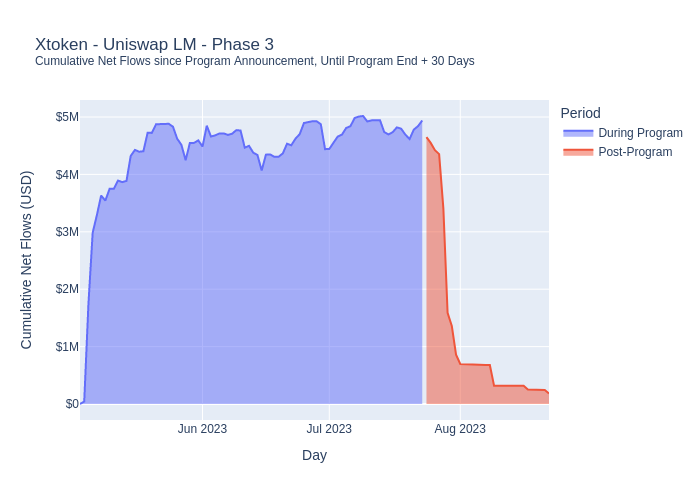 Xtoken - Uniswap LM - Phase 3
Cumulative Net Flows since Program Announcement, Until Program End + 30 Days
Period
During Program
Post-Program
Cumulative Net Flows (USD)
$5M
$4M
$3M
$2M
$1M
$0
Jun 2023
Jul 2023
Aug 2023
Day